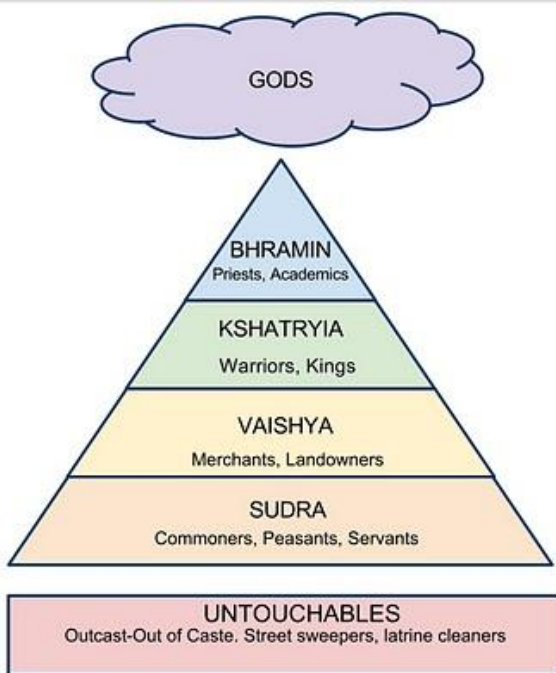 GODS
BHRAMIN
Priests, Academics
KSHATRYIA
Warriors, Kings
VAISHYA
Merchants, Landowners
SUDRA
Commoners, Peasants, Servants
UNTOUCHABLES
Outcast-Out of Caste. Street sweepers, latrine cleaners